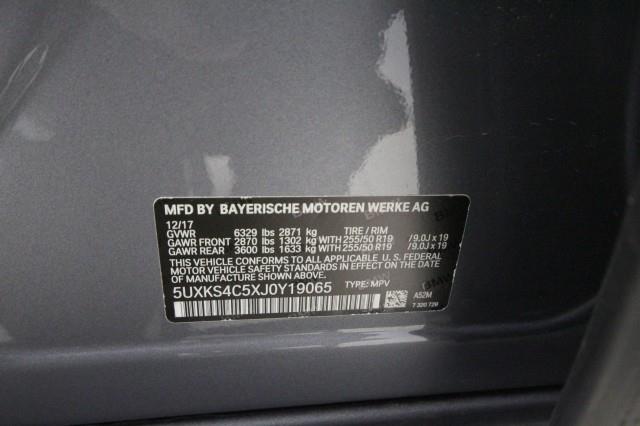 MFD BY BAYERISCHE MOTOREN WERKE AG
12/17
GVWR 6329 lbs 2871 kg TIRE / RIM
GAWR FRONT 2870 lbs 1302 kg WITH 255/50 R19 /9.0J x 19
GAWR REAR 3600 lbs 1633 kg WITH 255/50 R19 /9.0J x 19
THIS VEHICLE CONFORMS TO ALL APPLICABLE U.S. FEDERAL
MOTOR VEHICLE SAFETY STANDARDS IN EFFECT ON
THE DATE OF MANUFACTURE SHOWN ABOVE.
5UXKS4C5XJ0Y19065 TYPE: MPV
A52M
7 320 729